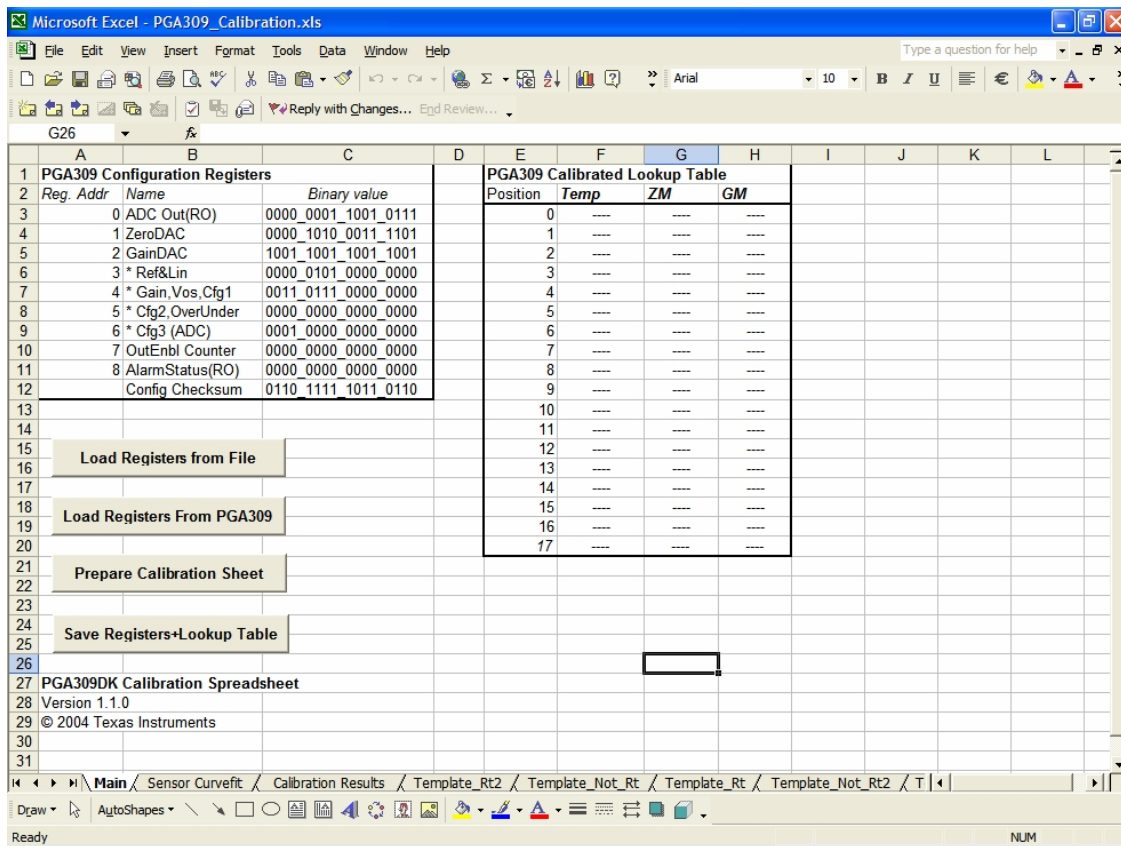 Microsoft Excel - PGA309_Calibration.xls
File Edit View Insert Format Tools Data Window Help Type a question for help
Arial 10 B I U €
Reply with Changes... End Review...
G26 fx
A B C D E F G H I J K L
1 PGA309 Configuration Registers PGA309 Calibrated Lookup Table
2 Reg. Addr Name Binary value Position Temp ZM GM
3 0 ADC Out(RO) 0000_0001_1001_0111 0 ---- ---- ----
4 1 ZeroDAC 0000_1010_0011_1101 1 ---- ---- ----
5 2 GainDAC 1001_1001_1001_1001 2 ---- ---- ----
6 3 * Ref&Lin 0000_0101_0000_0000 3 ---- ---- ----
7 4 * Gain,Vos,Cfg1 0011_0111_0000_0000 4 ---- ---- ----
8 5 * Cfg2,OverUnder 0000_0000_0000_0000 5 ---- ---- ----
9 6 * Cfg3 (ADC) 0001_0000_0000_0000 6 ---- ---- ----
10 7 OutEnbl Counter 0000_0000_0000_0000 7 ---- ---- ----
11 8 AlarmStatus(RO) 0000_0000_0000_0000 8 ---- ---- ----
12 Config Checksum 0110_1111_1011_0110 9 ---- ---- ----
13 10 ---- ---- ----
14 11 ---- ---- ----
15 12 ---- ---- ----
Load Registers from File
16 13 ---- ---- ----
17 14 ---- ---- ----
18 15 ---- ---- ----
Load Registers From PGA309
19 16 ---- ---- ----
20 17 ---- ---- ----
21
Prepare Calibration Sheet
22
23
24
Save Registers+Lookup Table
25
26
27 PGA309DK Calibration Spreadsheet
28 Version 1.1.0
29 © 2004 Texas Instruments
30
31
Main Sensor Curvefit Calibration Results Template_Rt2 Template_Not_Rt Template_Rt Template_Not_Rt2 T
Draw AutoShapes
Ready NUM